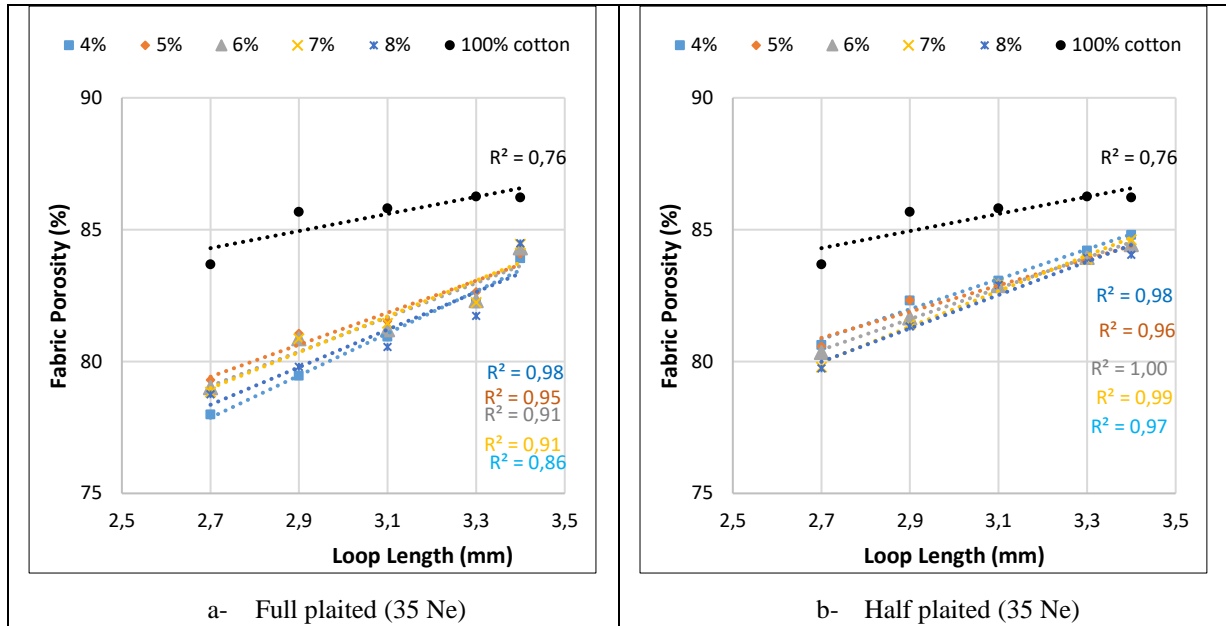 4% 5% 6% 7% 8% 100% cotton
90
85
80
75
Fabric Porosity (%)
R² = 0,76
R² = 0,98
R² = 0,95
R² = 0,91
R² = 0,91
R² = 0,86
2,5 2,7 2,9 3,1 3,3 3,5
Loop Length (mm)
a- Full plaited (35 Ne)
4% 5% 6% 7% 8% 100% cotton
90
85
80
75
Fabric Porosity (%)
R² = 0,76
R² = 0,98
R² = 0,96
R² = 1,00
R² = 0,99
R² = 0,97
2,5 2,7 2,9 3,1 3,3 3,5
Loop Length (mm)
b- Half plaited (35 Ne)